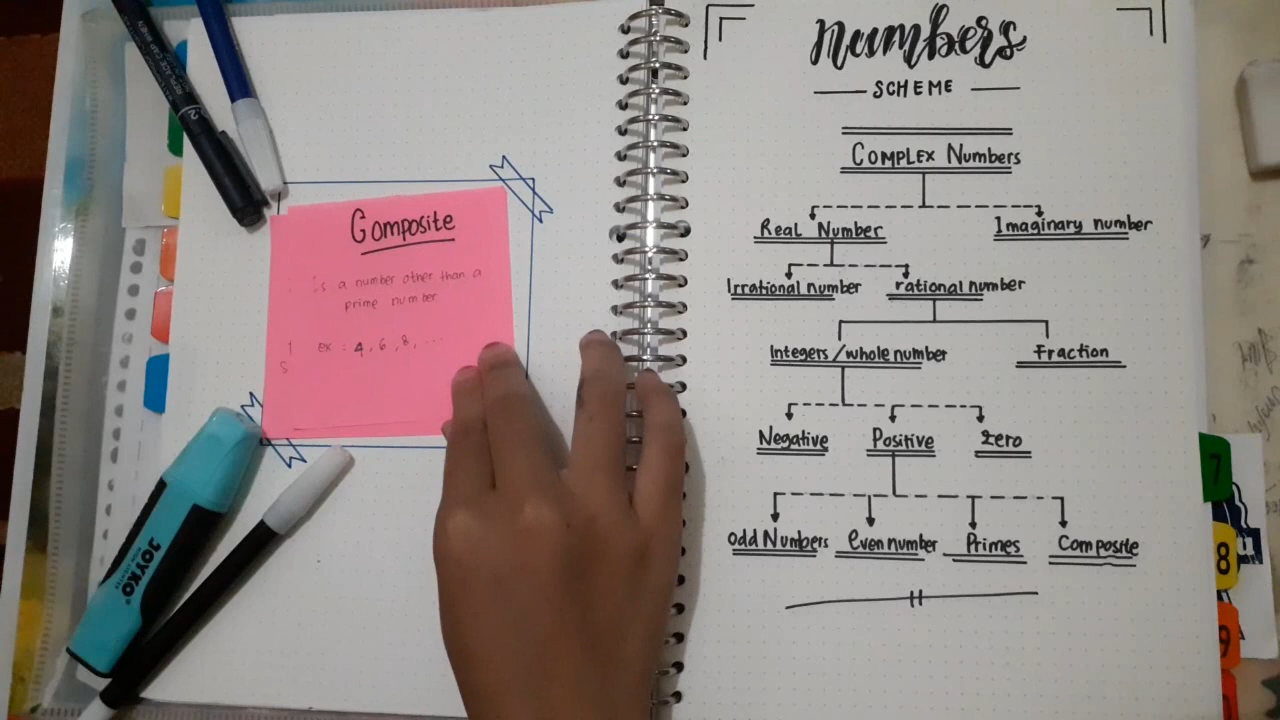 Composite
is a number other than a
prime number
ex : 4, 6, 8, ...
JOYKO
numbers
SCHEME
COMPLEX Numbers
Real Number
Imaginary number
Irrational number
rational number
Integers/whole number
Fraction
Negative
Positive
zero
odd Numbers
Even number
Primes
Composite
7
8
9